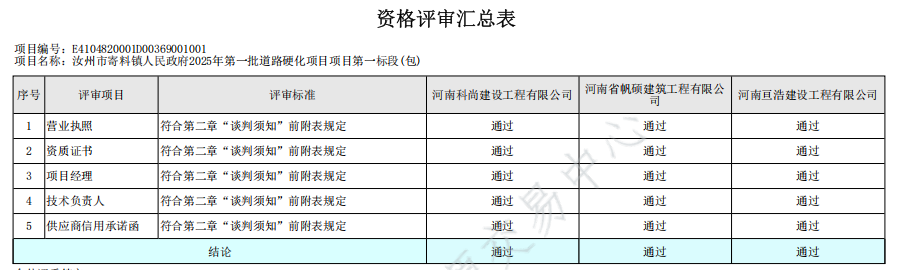 资格评审汇总表
项目编号：E4104820001D00369001001
项目名称：汝州市寄料镇人民政府2025年第一批道路硬化项目项目第一标段(包)
序号 评审项目 评审标准 河南科尚建设工程有限公司 河南省帆硕建筑工程有限公司 河南亘浩建设工程有限公司
1 营业执照 符合第二章“谈判须知”前附表规定 通过 通过 通过
2 资质证书 符合第二章“谈判须知”前附表规定 通过 通过 通过
3 项目经理 符合第二章“谈判须知”前附表规定 通过 通过 通过
4 技术负责人 符合第二章“谈判须知”前附表规定 通过 通过 通过
5 供应商信用承诺函 符合第二章“谈判须知”前附表规定 通过 通过 通过
结论 通过 通过 通过
交易中心